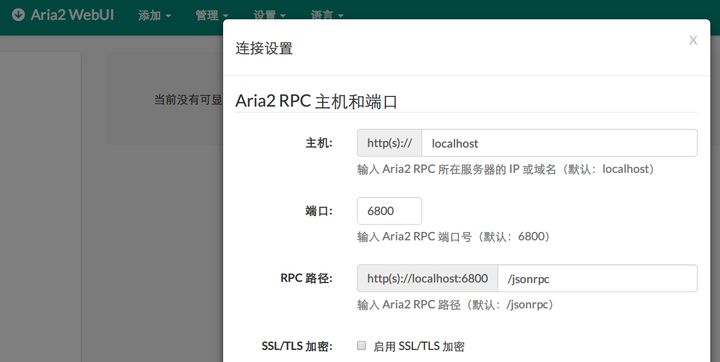 Aria2 WebUI 添加 管理 设置 语言
连接设置
x
当前没有可显
Aria2 RPC 主机和端口
主机: http(s):// localhost
输入 Aria2 RPC 所在服务器的 IP 或域名（默认：localhost）
端口: 6800
输入 Aria2 RPC 端口号（默认：6800）
RPC 路径: http(s)://localhost:6800 /jsonrpc
输入 Aria2 RPC 路径（默认：/jsonrpc）
SSL/TLS 加密: 启用 SSL/TLS 加密